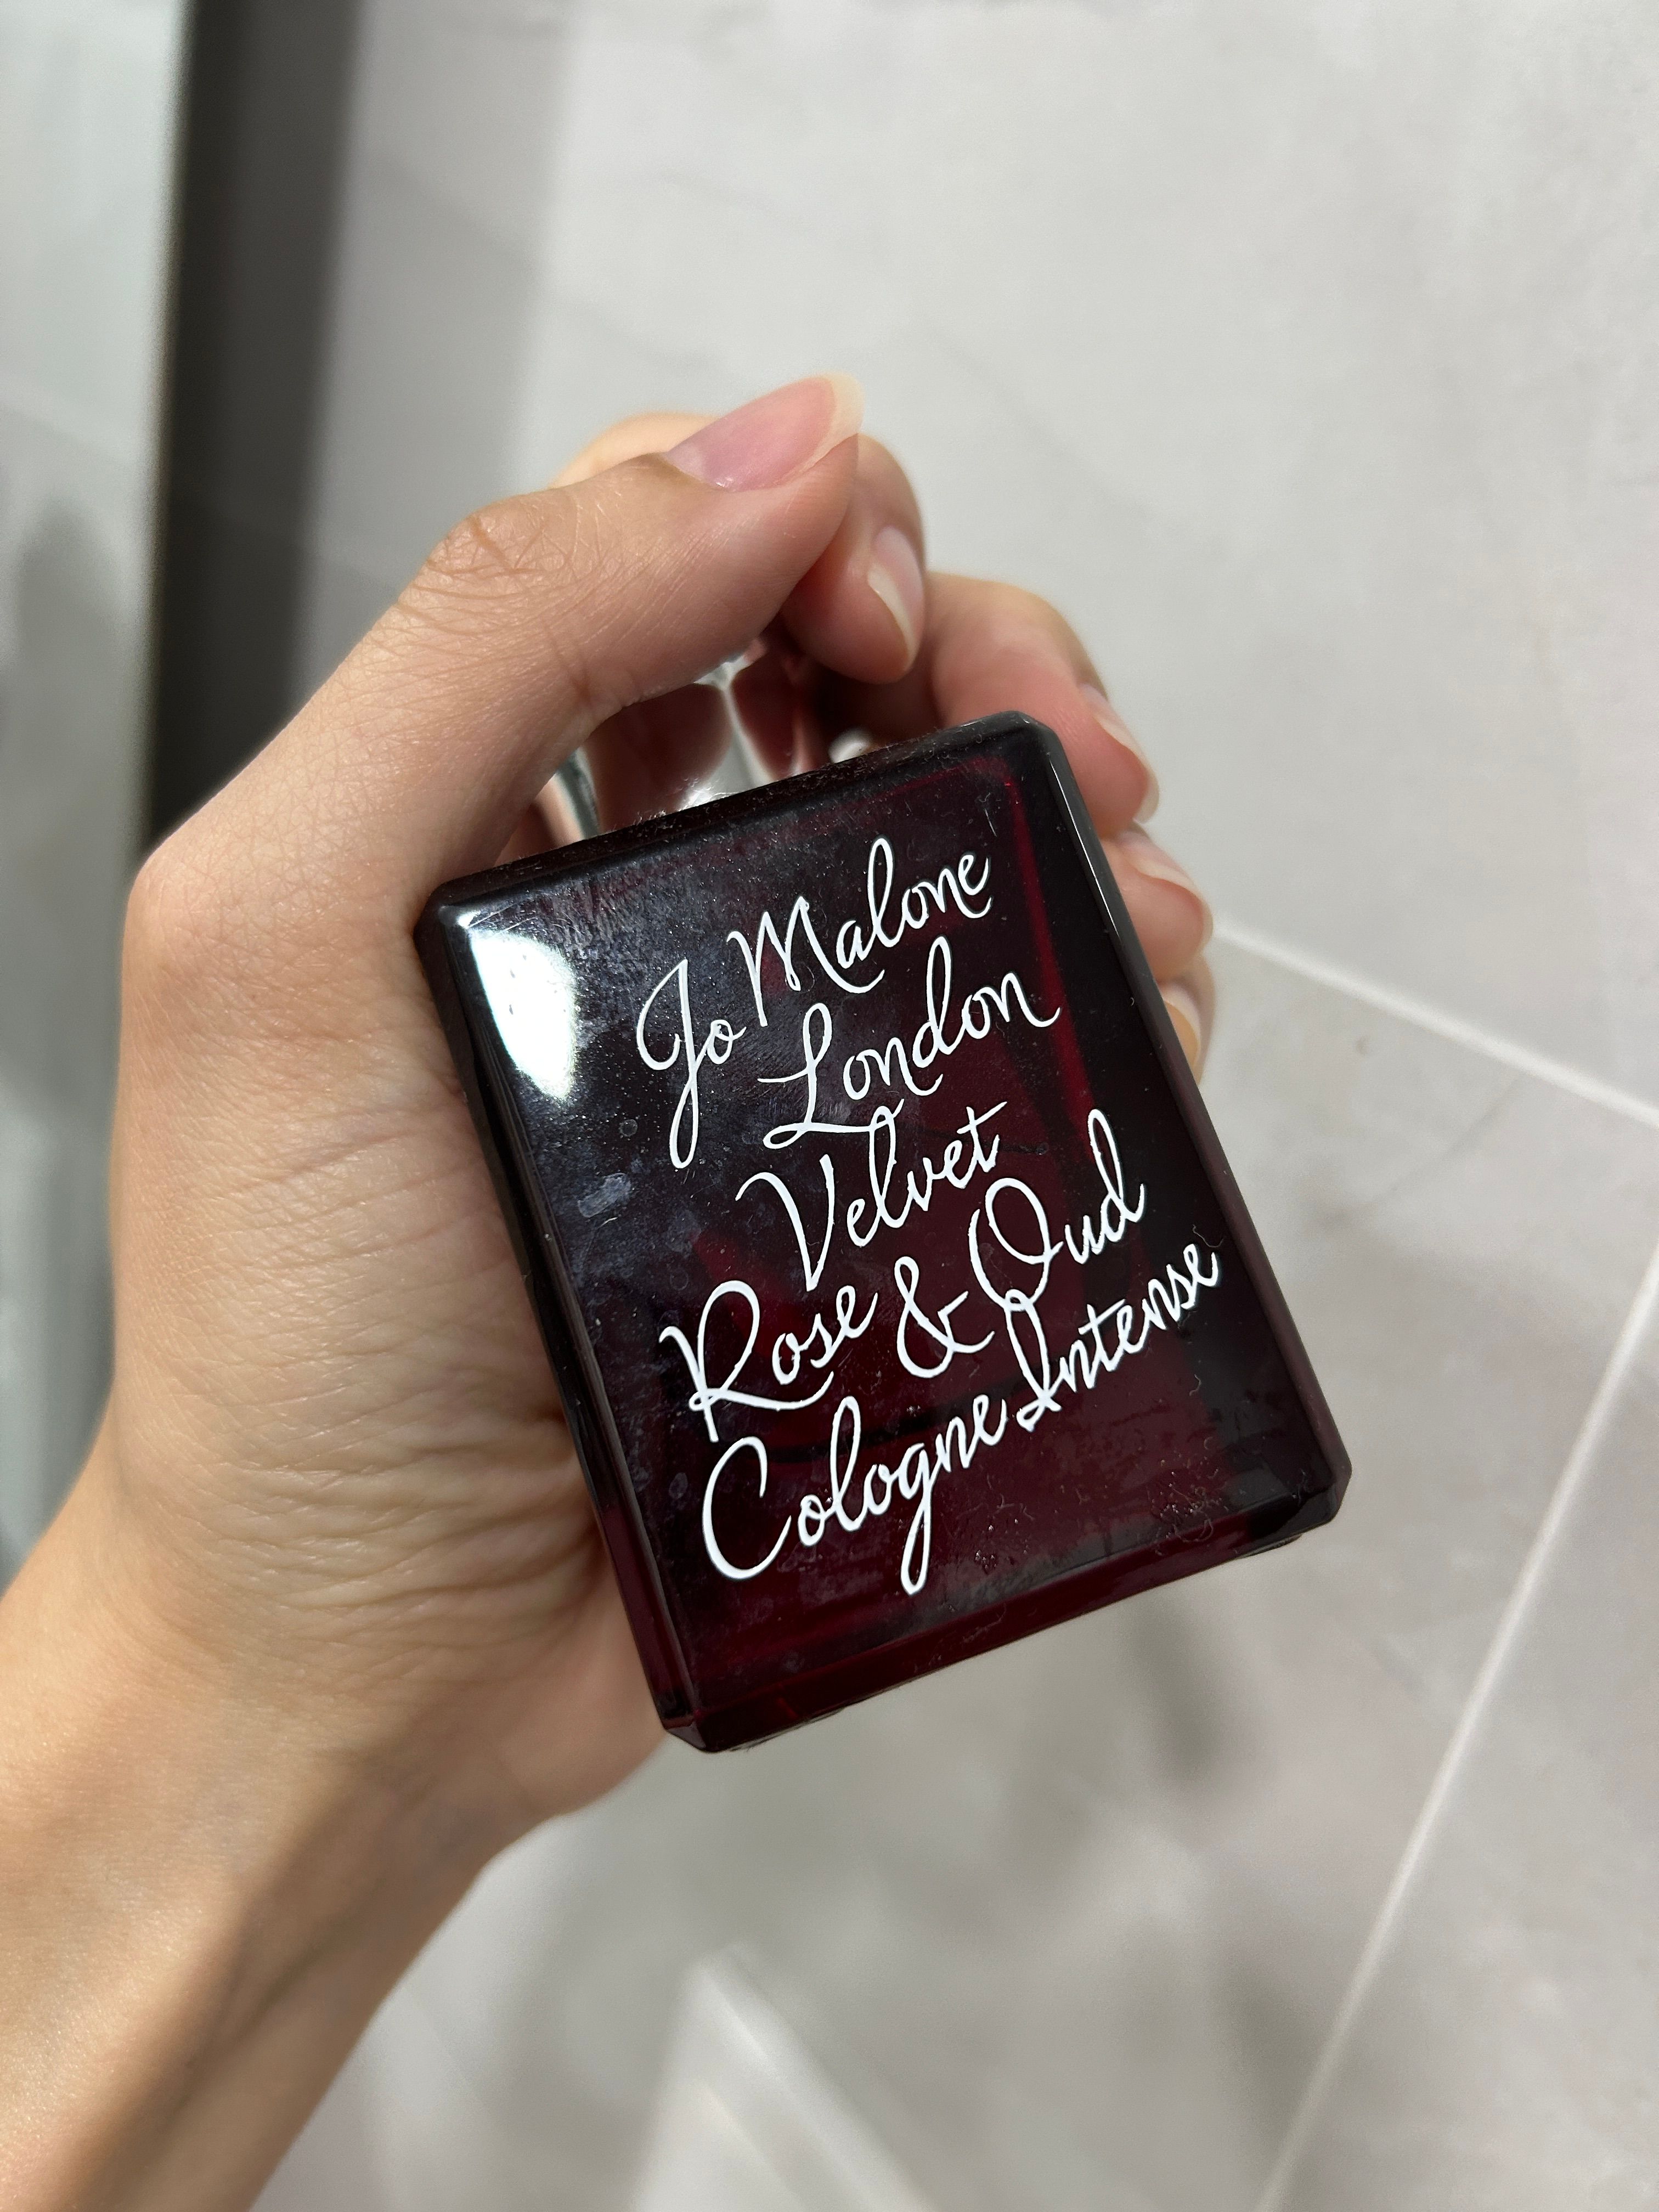 Jo Malone
London
Velvet
Rose & Oud
Cologne Intense